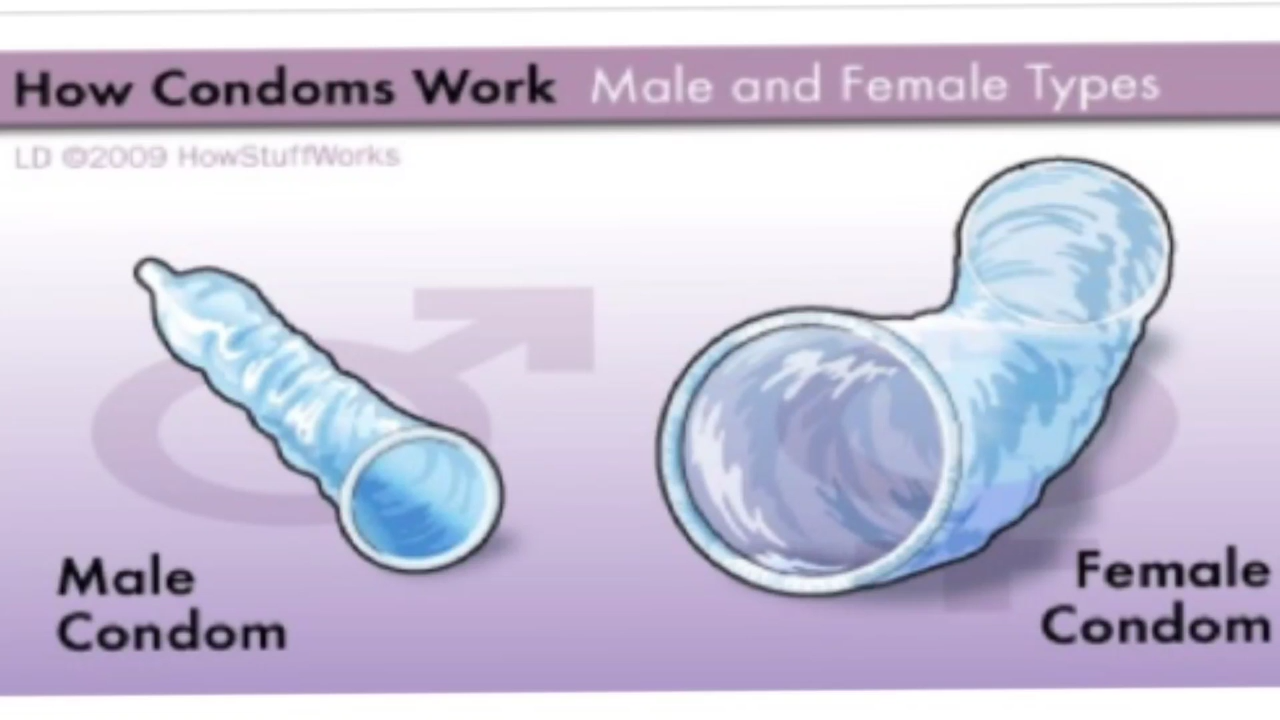 How Condoms Work Male and Female Types
LD ©2009 HowStuffWorks
Male
Condom
Female
Condom